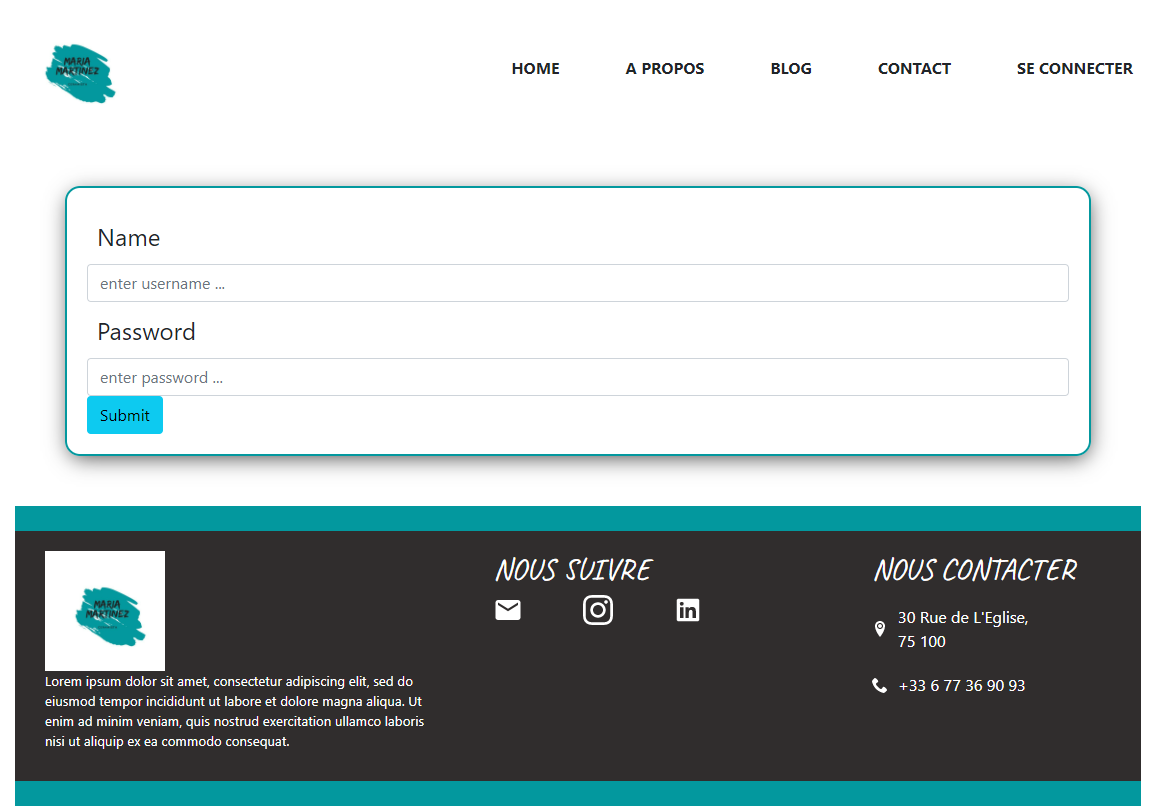 MARIA
MARTINEZ
HOME A PROPOS BLOG CONTACT SE CONNECTER
Name
enter username ...
Password
enter password ...
Submit
MARIA
MARTINEZ
Lorem ipsum dolor sit amet, consectetur adipiscing elit, sed do
eiusmod tempor incididunt ut labore et dolore magna aliqua. Ut
enim ad minim veniam, quis nostrud exercitation ullamco laboris
nisi ut aliquip ex ea commodo consequat.
NOUS SUIVRE
in
NOUS CONTACTER
30 Rue de L'Eglise,
75 100
+33 6 77 36 90 93